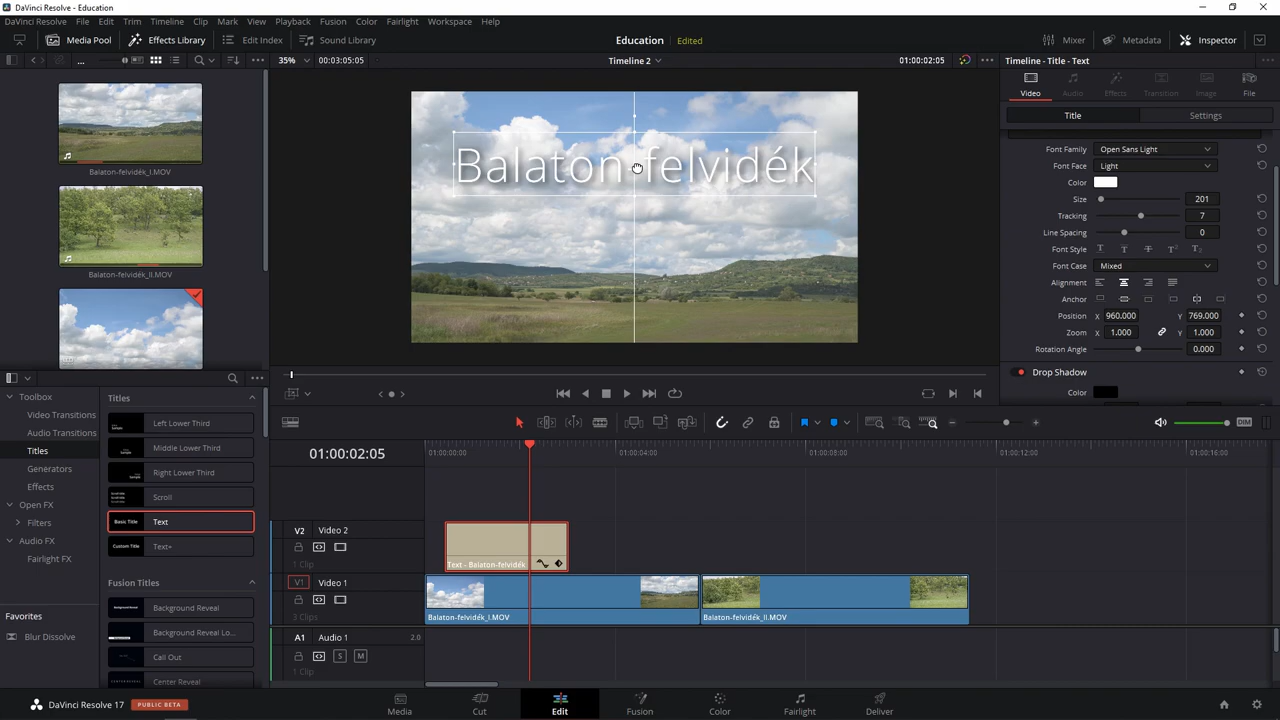 DaVinci Resolve - Education
DaVinci Resolve File Edit Trim Timeline Clip Mark View Playback Fusion Color Fairlight Workspace Help
Media Pool Effects Library Edit Index Sound Library Education Edited Mixer Metadata Inspector
35% 00:03:05:05 Timeline 2 01:00:02:05 Timeline - Title - Text
Video Audio Effects Transition Image File
Title Settings
Balaton-felvidék_I.MOV
Balaton-felvidék_II.MOV
Balaton-felvidék
Font Family Open Sans Light
Font Face Light
Color
Size 201
Tracking 7
Line Spacing 0
Font Style T T T T T
Font Case Mixed
Alignment
Anchor
Position X 960.000 Y 769.000
Zoom X 1.000 Y 1.000
Rotation Angle 0.000
Drop Shadow
Color
Toolbox
Video Transitions
Audio Transitions
Titles
Generators
Effects
Open FX
Filters
Audio FX
Fairlight FX
Favorites
Blur Dissolve
Titles
Left Lower Third
Middle Lower Third
Right Lower Third
Scroll
Basic Title Text
Custom Title Text+
Fusion Titles
Background Reveal
Background Reveal Lo...
Call Out
Center Reveal
DIM
01:00:02:05
01:00:00:00 01:00:04:00 01:00:08:00 01:00:12:00 01:00:16:00
V2 Video 2
1 Clip
Text - Balaton-felvidék
V1 Video 1
3 Clips
Balaton-felvidék_I.MOV Balaton-felvidék_II.MOV
A1 Audio 1 2.0
S M
1 Clip
DaVinci Resolve 17 PUBLIC BETA
Media Cut Edit Fusion Color Fairlight Deliver